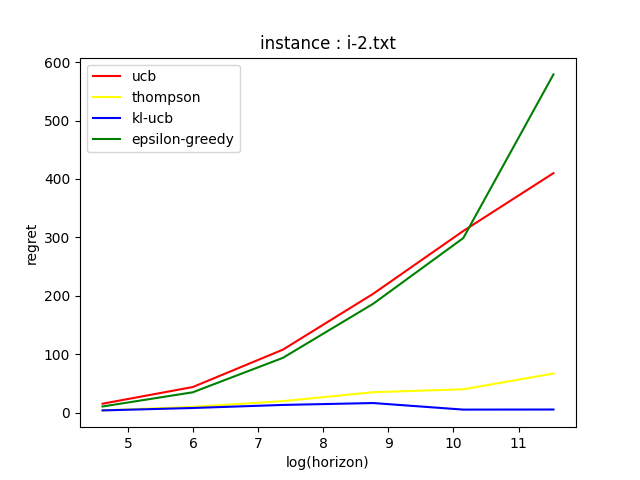 instance : i-2.txt
600
500
400
300
200
100
0
regret
ucb
thompson
kl-ucb
epsilon-greedy
5 6 7 8 9 10 11
log(horizon)